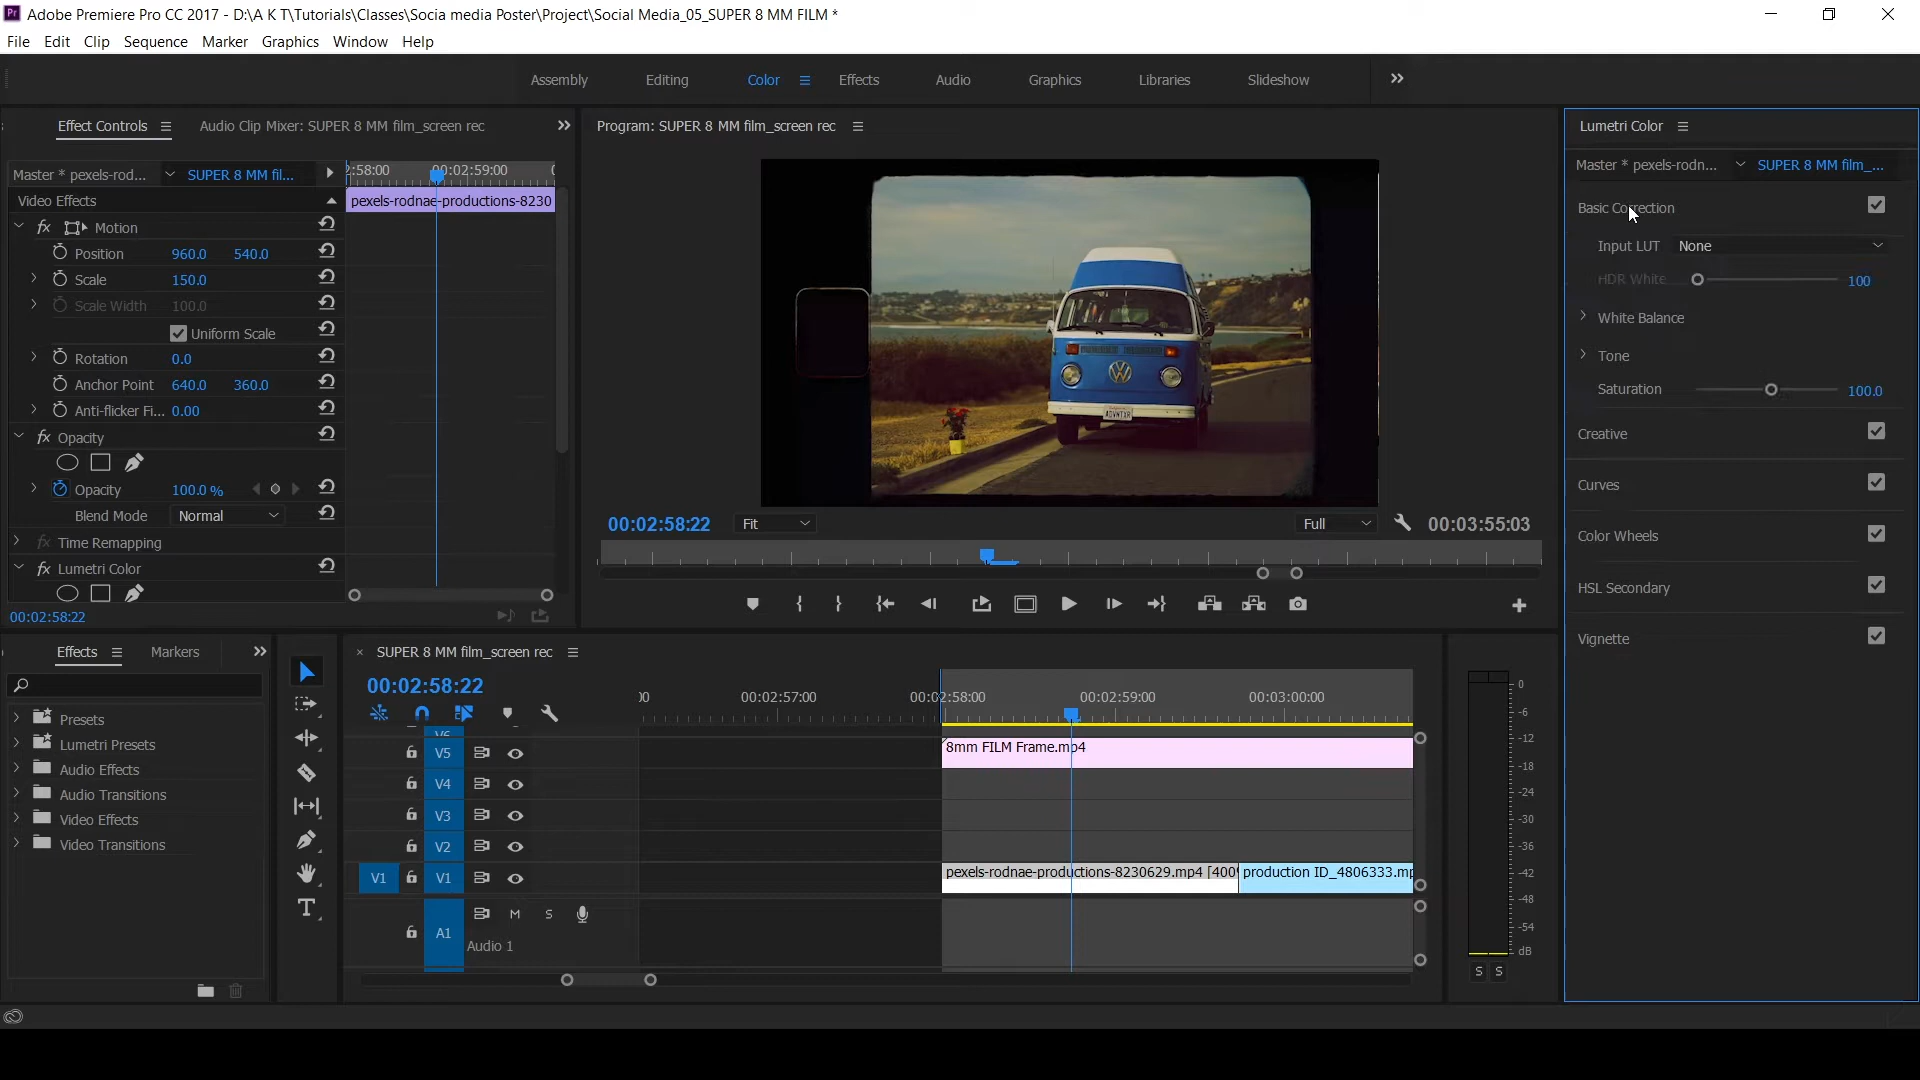 Pr Adobe Premiere Pro CC 2017 - D:\A K T\Tutorials\Classes\Socia media Poster\Project\Social Media_05_SUPER 8 MM FILM *
File Edit Clip Sequence Marker Graphics Window Help
Assembly Editing Color Effects Audio Graphics Libraries Slideshow
Effect Controls Audio Clip Mixer: SUPER 8 MM film_screen rec
Master * pexels-rod... SUPER 8 MM fil...
:58:00 00:02:59:00
Video Effects
pexels-rodnae-productions-8230
fx Motion
Position 960.0 540.0
Scale 150.0
Scale Width 100.0
Uniform Scale
Rotation 0.0
Anchor Point 640.0 360.0
Anti-flicker Fi... 0.00
fx Opacity
Opacity 100.0 %
Blend Mode Normal
fx Time Remapping
fx Lumetri Color
00:02:58:22
Program: SUPER 8 MM film_screen rec
VW
ADVNTXR
00:02:58:22 Fit Full 00:03:55:03
Lumetri Color
Master * pexels-rodn... SUPER 8 MM film_...
Basic Correction
Input LUT None
HDR White 100
White Balance
Tone
Saturation 100.0
Creative
Curves
Color Wheels
HSL Secondary
Vignette
Effects Markers
Presets
Lumetri Presets
Audio Effects
Audio Transitions
Video Effects
Video Transitions
T
× SUPER 8 MM film_screen rec
00:02:58:22
00 00:02:57:00 00:02:58:00 00:02:59:00 00:03:00:00
V6
V5 8mm FILM Frame.mp4
V4
V3
V2
V1 V1 pexels-rodnae-productions-8230629.mp4 [400% production ID_4806333.mp
A1 M S
Audio 1
0
-6
-12
-18
-24
-30
-36
-42
-48
-54
dB
S S